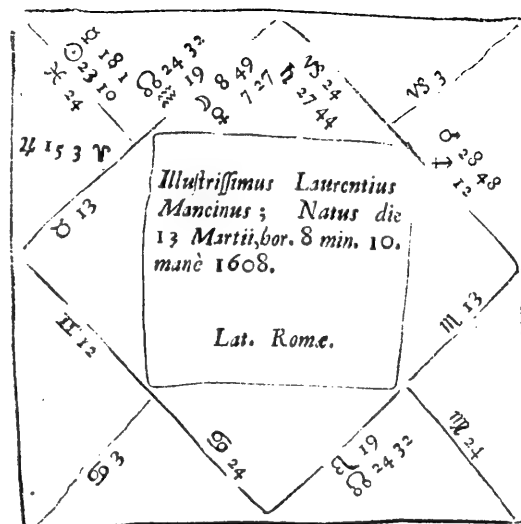 ☿ 18 1
☉ 23 10
♓ 24
☊ 24 32
♒ 19
☽ 8 49
♀ 7 27
♄ 27 44
♑ 24
♑ 3
♂ 28 48
♐ 12
♃ 15 3 ♈
♉ 13
Illuſtriſſimus Laurentius
Mancinus ; Natus die
13 Martii, hor. 8 min. 10.
manè 1608.
Lat. Romæ.
♏ 13
♊ 12
♋ 3
♋ 24
19
☊ 24 32
♍ 24